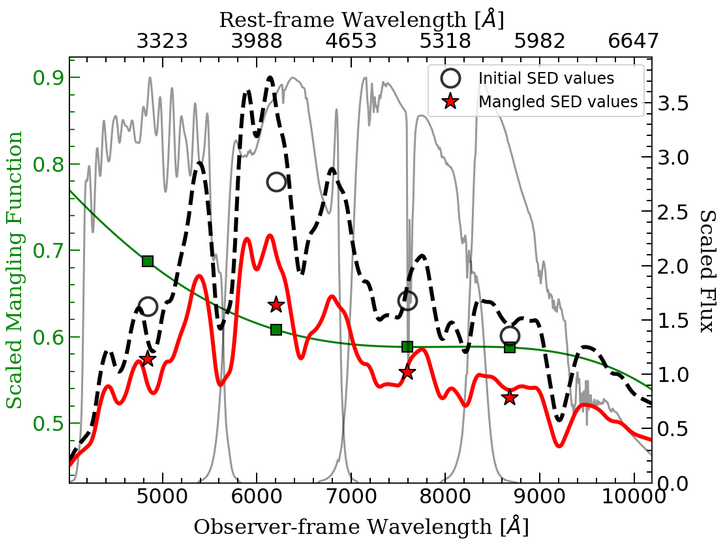 Rest-frame Wavelength [Å]
3323 3988 4653 5318 5982 6647
Initial SED values
Mangled SED values
Scaled Mangling Function
0.9
0.8
0.7
0.6
0.5
3.5
3.0
2.5
2.0
1.5
1.0
0.5
0.0
Scaled Flux
5000 6000 7000 8000 9000 10000
Observer-frame Wavelength [Å]